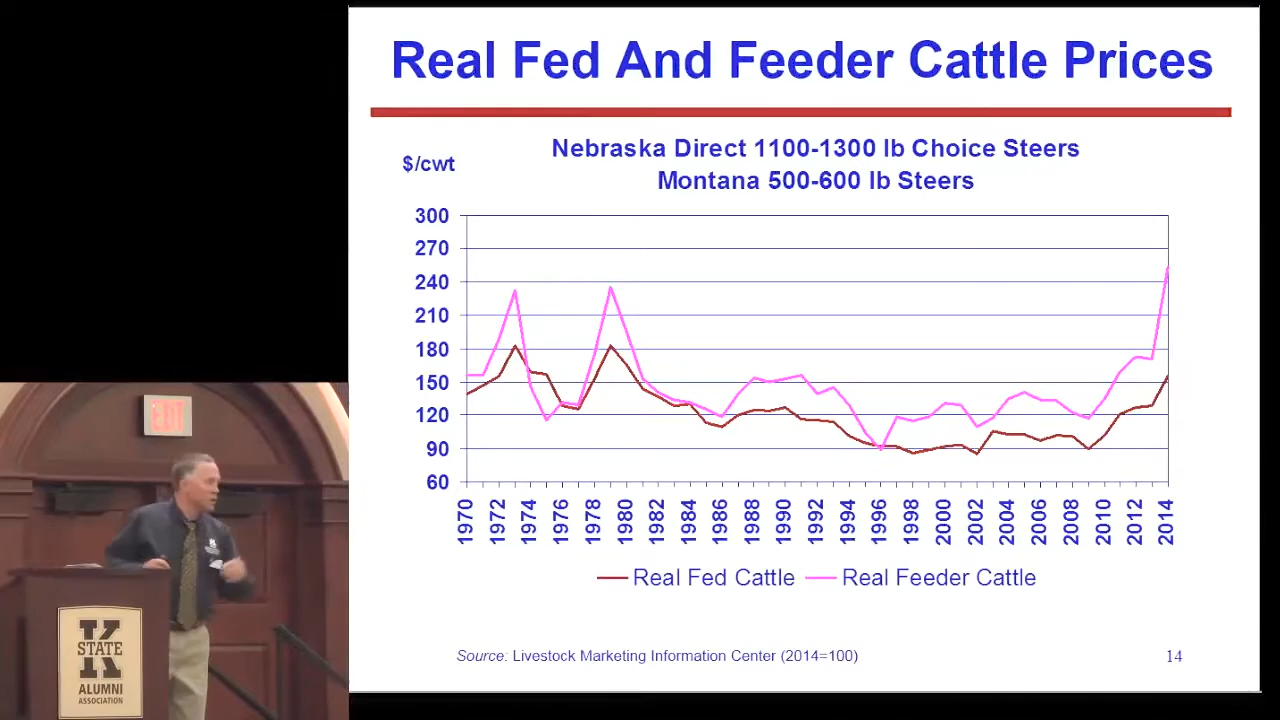 Real Fed And Feeder Cattle Prices
Nebraska Direct 1100-1300 lb Choice Steers
Montana 500-600 lb Steers
$/cwt
300
270
240
210
180
150
120
90
60
1970
1972
1974
1976
1978
1980
1982
1984
1986
1988
1990
1992
1994
1996
1998
2000
2002
2004
2006
2008
2010
2012
2014
Real Fed Cattle
Real Feeder Cattle
Source: Livestock Marketing Information Center (2014=100)
14
EXIT
K
STATE
ALUMNI
ASSOCIATION